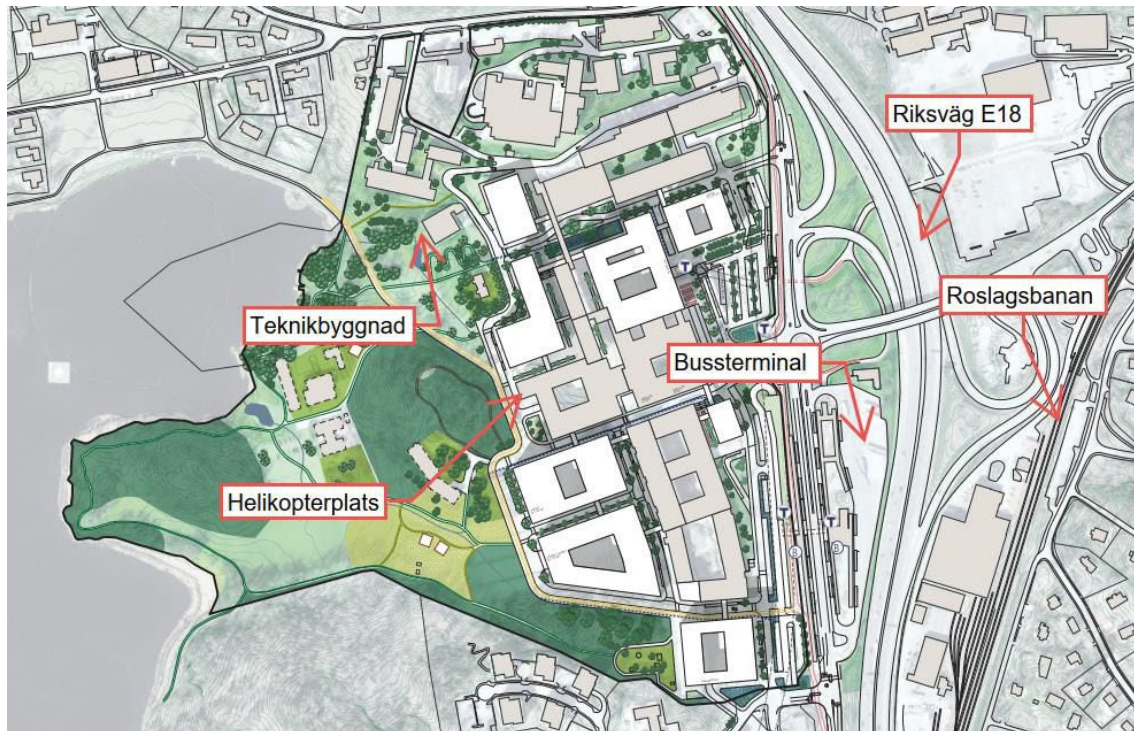 Riksväg E18
Roslagsbanan
Teknikbyggnad
Bussterminal
Helikopterplats
T
T
T
T
B
B